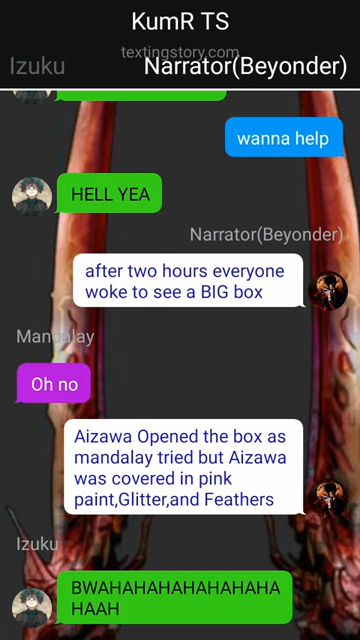 KumR TS
textingstory.com
Izuku
Narrator(Beyonder)
wanna help
HELL YEA
Narrator(Beyonder)
after two hours everyone
woke to see a BIG box
Mandalay
Oh no
Aizawa Opened the box as
mandalay tried but Aizawa
was covered in pink
paint,Glitter,and Feathers
Izuku
BWAHAHAHAHAHAHAHA
HAAH